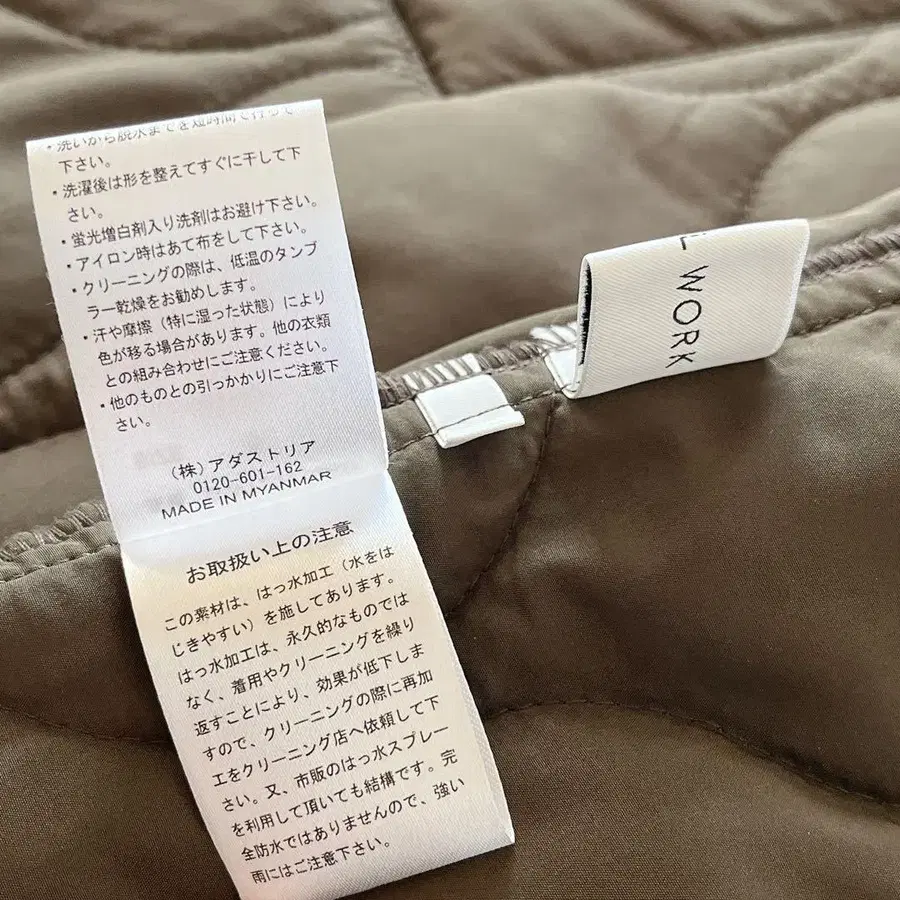 ・洗いから脱水までを短時間で行って
下さい。
・洗濯後は形を整えてすぐに干して下
さい。
・蛍光増白剤入り洗剤はお避け下さい。
・アイロン時はあて布をして下さい。
・クリーニングの際は、低温のタンブ
ラー乾燥をお勧めします。
・汗や摩擦（特に湿った状態）により
色が移る場合があります。他の衣類
との組み合わせにご注意ください。
・他のものとの引っかかりにご注意下
さい。
（株）アダストリア
0120-601-162
MADE IN MYANMAR
お取扱い上の注意
この素材は、はっ水加工（水をは
じきやすい）を施してあります。
はっ水加工は、永久的なものでは
なく、着用やクリーニングを繰り
返すことにより、効果が低下しま
すので、クリーニングの際に再加
工をクリーニング店へ依頼して下
さい。又、市販のはっ水スプレー
を利用して頂いても結構です。完
全防水ではありませんので、強い
雨にはご注意下さい。
WORK